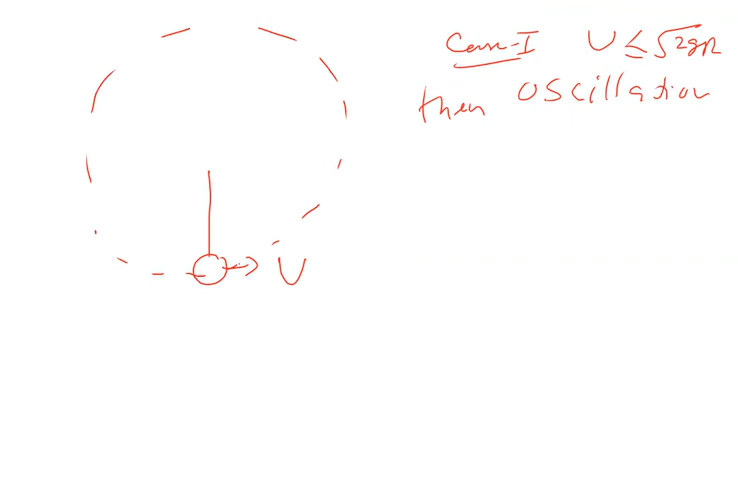 Case-I U ≤ √2gr
then oscillation
U